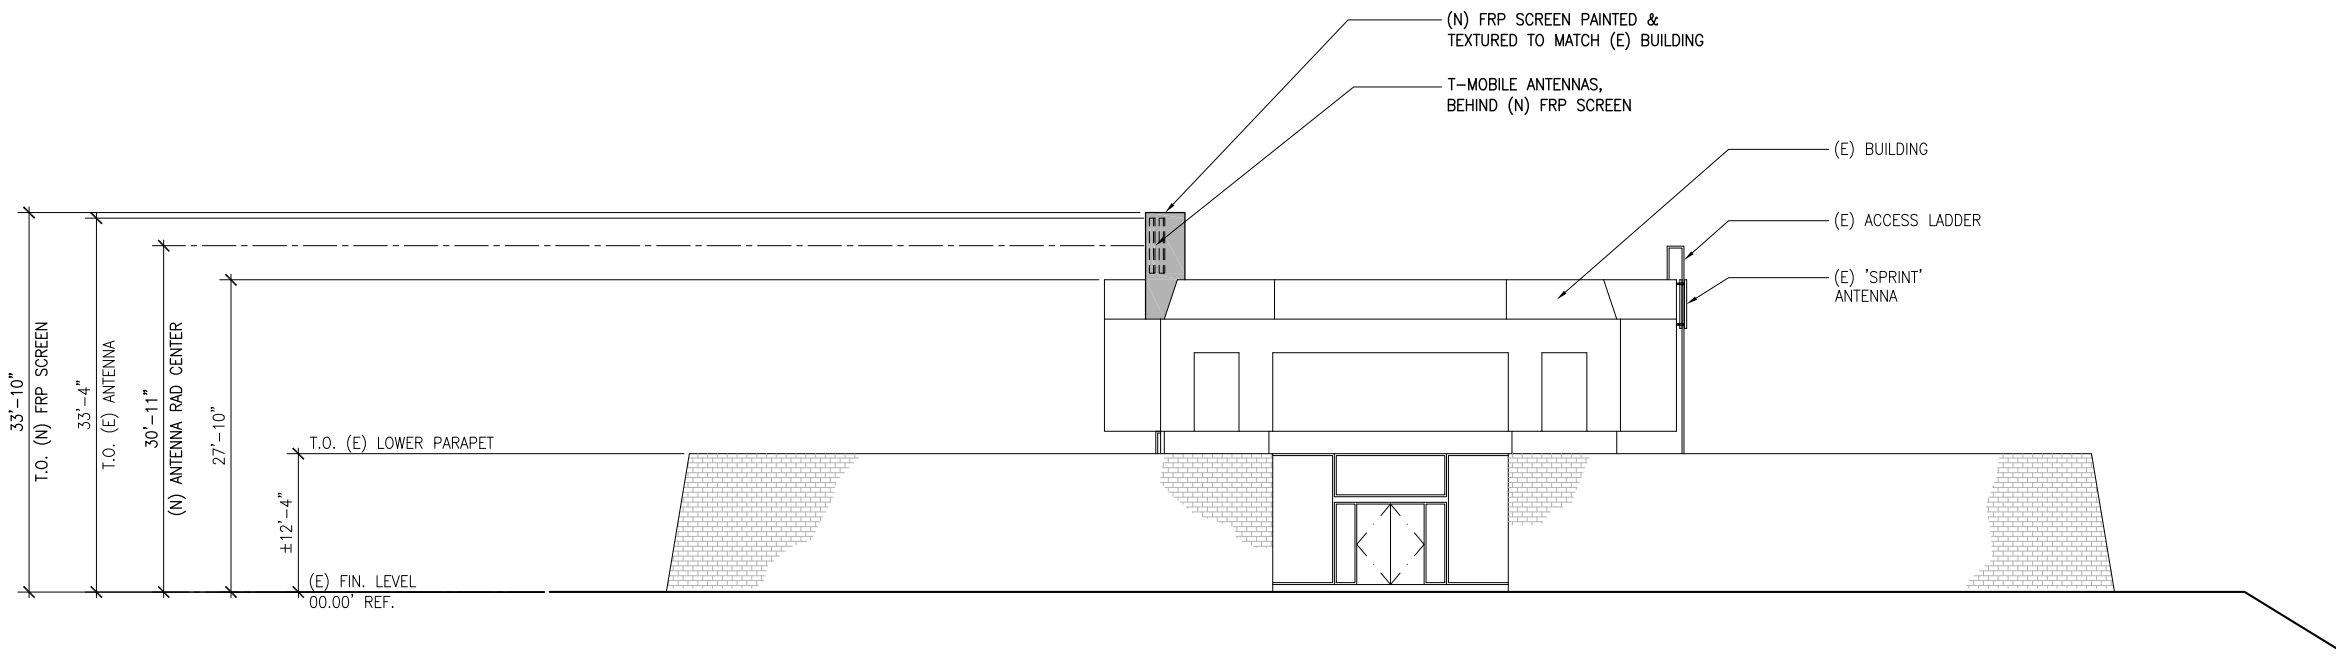 (N) FRP SCREEN PAINTED &
TEXTURED TO MATCH (E) BUILDING
T-MOBILE ANTENNAS,
BEHIND (N) FRP SCREEN
(E) BUILDING
(E) ACCESS LADDER
(E) 'SPRINT'
ANTENNA
33'-10"
T.O. (N) FRP SCREEN
33'-4"
T.O. (E) ANTENNA
30'-11"
(N) ANTENNA RAD CENTER
27'-10"
±12'-4"
T.O. (E) LOWER PARAPET
(E) FIN. LEVEL
00.00' REF.